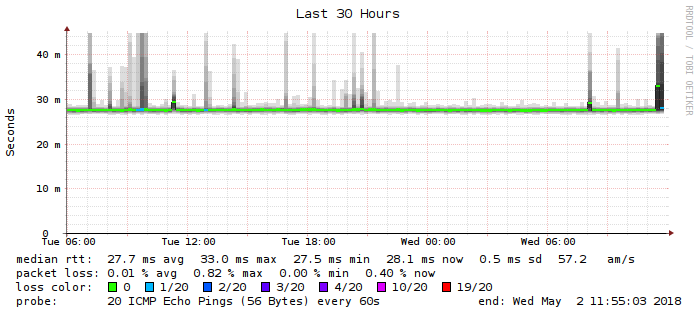 Last 30 Hours
RRDTOOL / TOBI OETIKER
Seconds
40 m
30 m
20 m
10 m
0
Tue 06:00 Tue 12:00 Tue 18:00 Wed 00:00 Wed 06:00
median rtt: 27.7 ms avg 33.0 ms max 27.5 ms min 28.1 ms now 0.5 ms sd 57.2 am/s
packet loss: 0.01 % avg 0.82 % max 0.00 % min 0.40 % now
loss color: 0 1/20 2/20 3/20 4/20 10/20 19/20
probe: 20 ICMP Echo Pings (56 Bytes) every 60s end: Wed May 2 11:55:03 2018